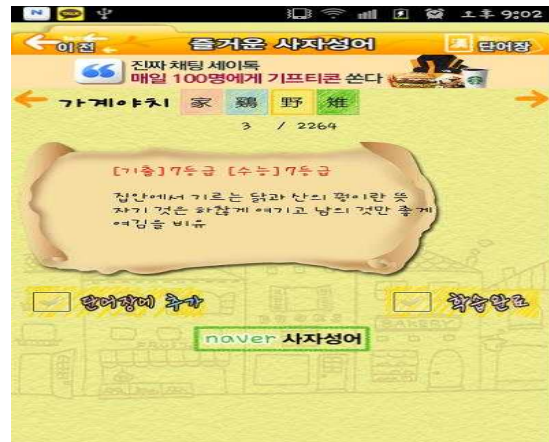 N 오후 9:02
이전 즐거운 사자성어 단어장
진짜 채팅 세이톡
매일 100명에게 기프티콘 쏜다
가계야치 家 鷄 野 雉
3 / 2264
[기출]7등급 [수능]7등급
집안에서 기르는 닭과 산의 꿩이란 뜻
자기 것은 하찮게 여기고 남의 것만 좋게
여김을 비유
단어장에 추가 학습완료
naver 사자성어
BAKERY